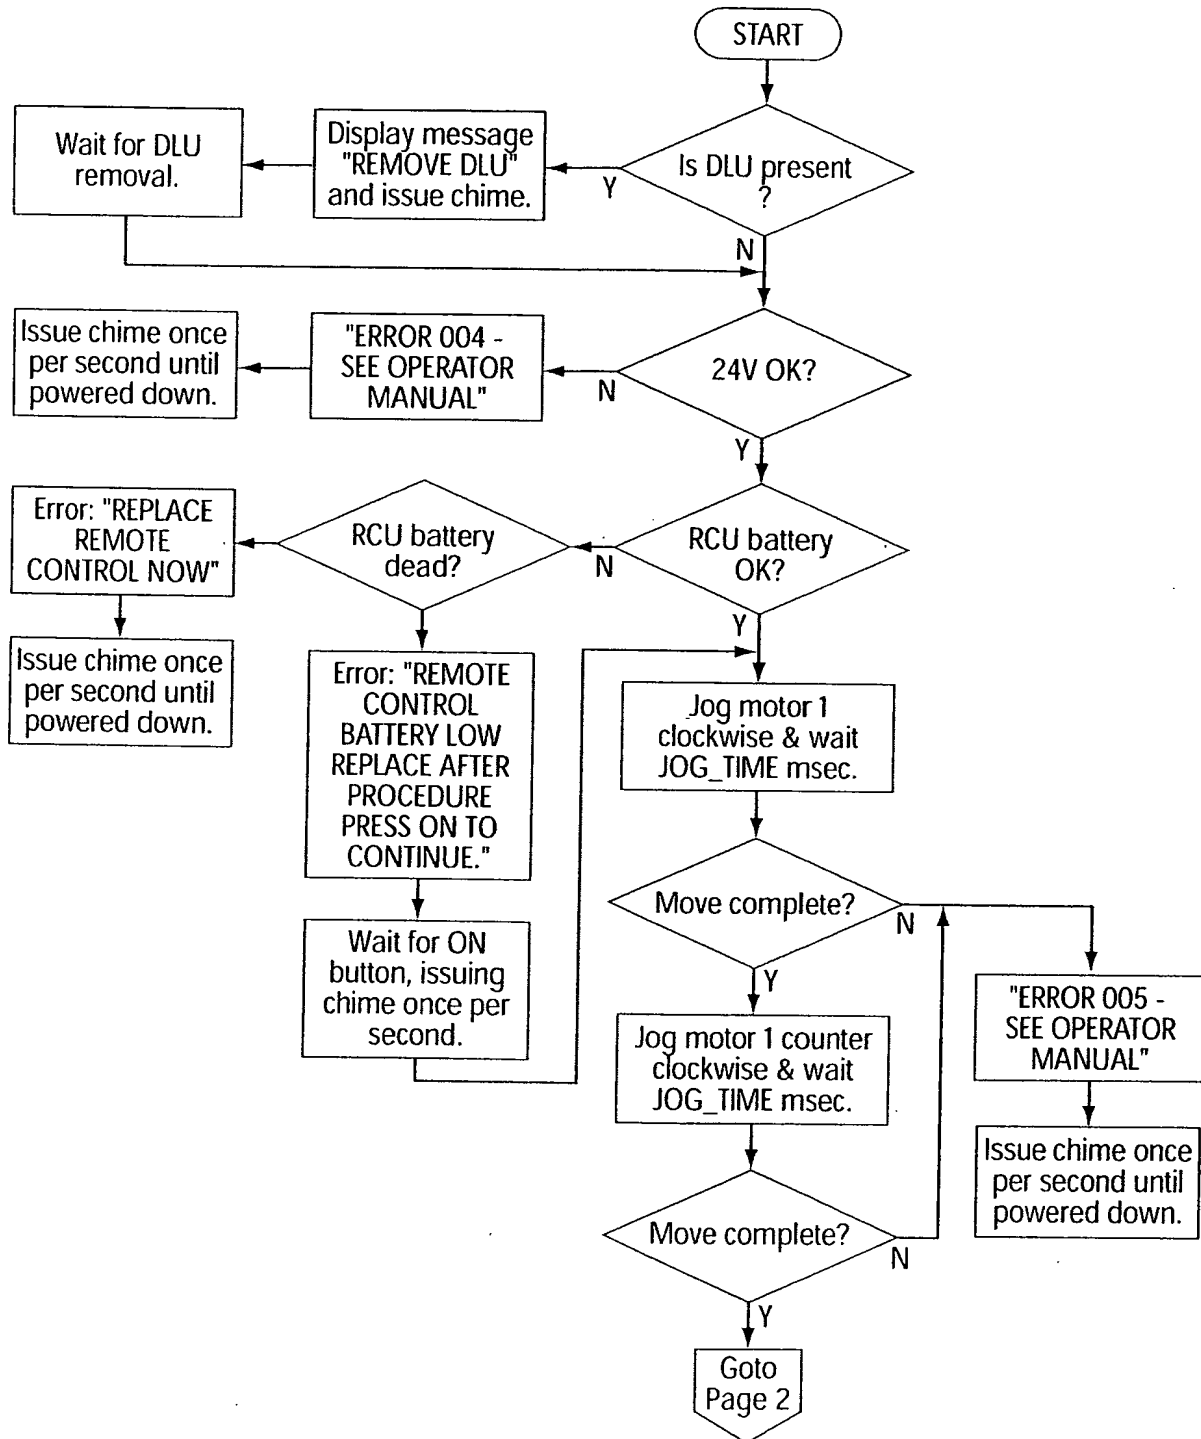 START
Is DLU present
?
Y
N
Display message
"REMOVE DLU"
and issue chime.
Wait for DLU
removal.
24V OK?
N
Y
"ERROR 004 -
SEE OPERATOR
MANUAL"
Issue chime once
per second until
powered down.
RCU battery
OK?
N
Y
RCU battery
dead?
Error: "REPLACE
REMOTE
CONTROL NOW"
Issue chime once
per second until
powered down.
Error: "REMOTE
CONTROL
BATTERY LOW
REPLACE AFTER
PROCEDURE
PRESS ON TO
CONTINUE."
Wait for ON
button, issuing
chime once per
second.
Jog motor 1
clockwise & wait
JOG_TIME msec.
Move complete?
N
Y
Jog motor 1 counter
clockwise & wait
JOG_TIME msec.
"ERROR 005 -
SEE OPERATOR
MANUAL"
Issue chime once
per second until
powered down.
Move complete?
N
Y
Goto
Page 2